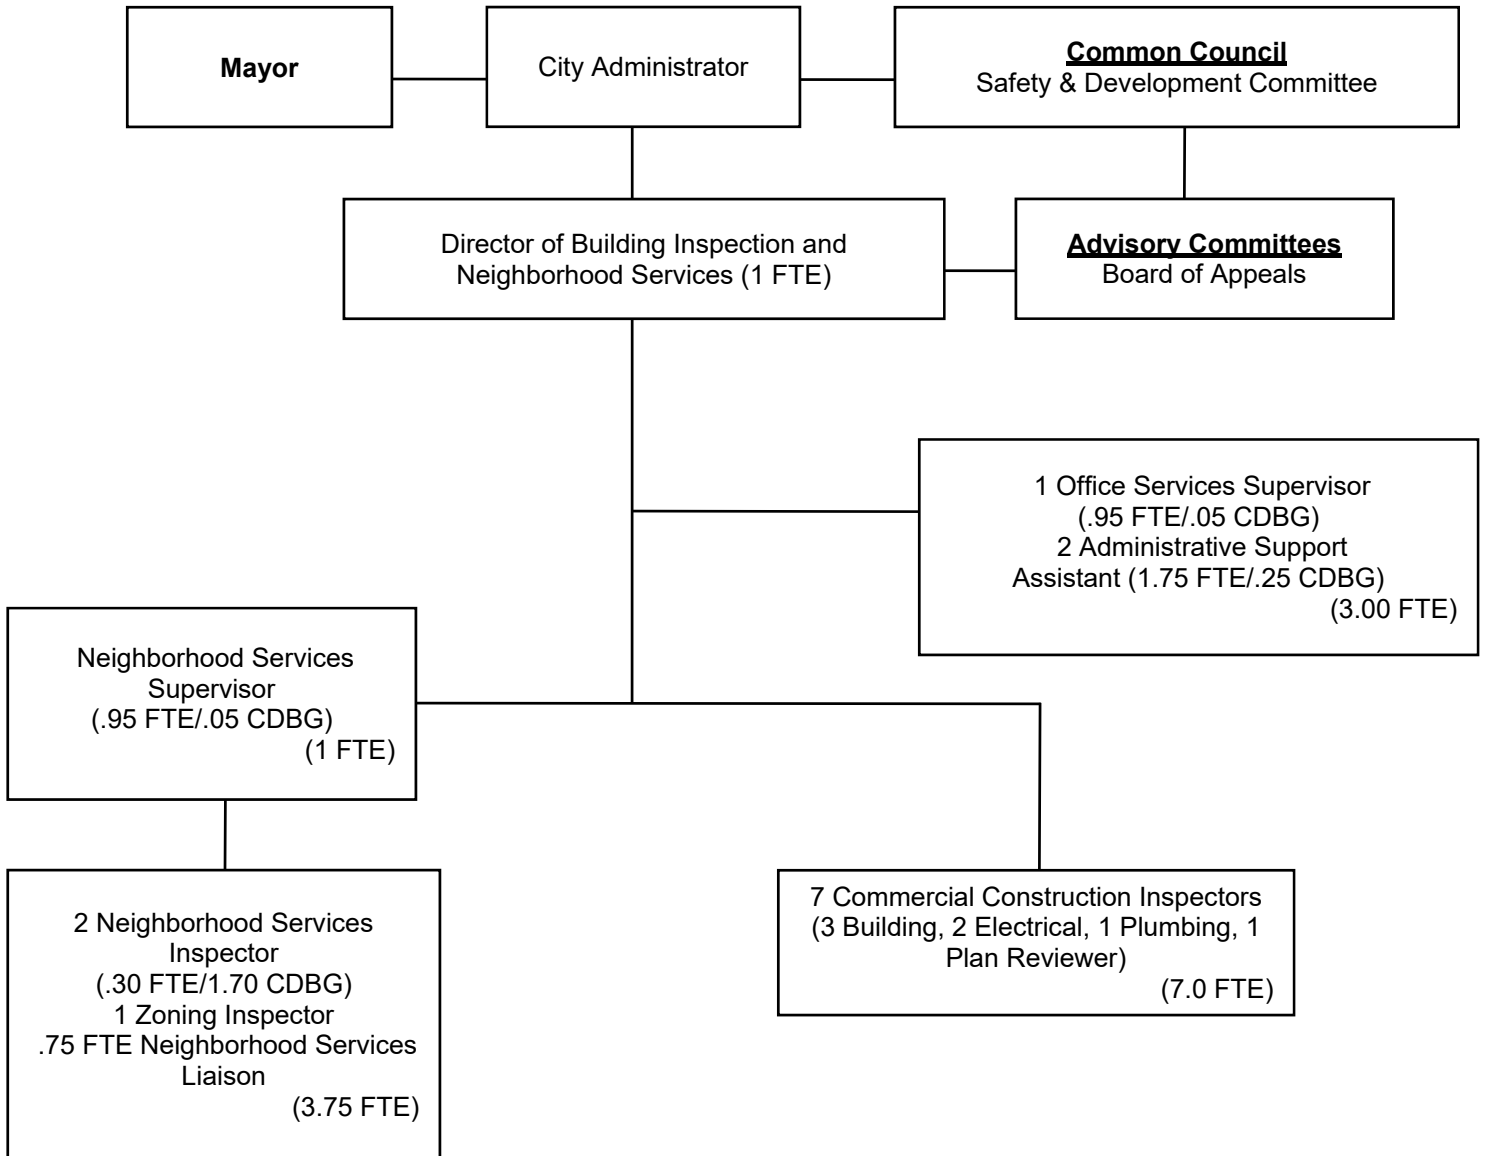 Mayor
City Administrator
Common Council
Safety & Development Committee
Director of Building Inspection and
Neighborhood Services (1 FTE)
Advisory Committees
Board of Appeals
1 Office Services Supervisor
(.95 FTE/.05 CDBG)
2 Administrative Support
Assistant (1.75 FTE/.25 CDBG)
(3.00 FTE)
Neighborhood Services
Supervisor
(.95 FTE/.05 CDBG)
(1 FTE)
2 Neighborhood Services
Inspector
(.30 FTE/1.70 CDBG)
1 Zoning Inspector
.75 FTE Neighborhood Services
Liaison
(3.75 FTE)
7 Commercial Construction Inspectors
(3 Building, 2 Electrical, 1 Plumbing, 1
Plan Reviewer)
(7.0 FTE)